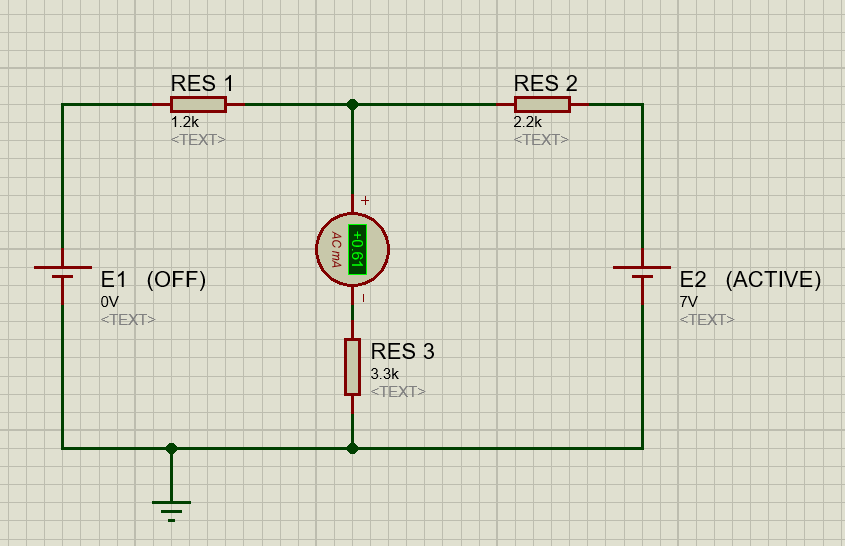 RES 1
1.2k
<TEXT>
RES 2
2.2k
<TEXT>
+
AC mA
+0.61
–
E1 (OFF)
0V
<TEXT>
E2 (ACTIVE)
7V
<TEXT>
RES 3
3.3k
<TEXT>